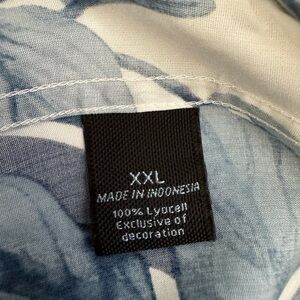 XXL
MADE IN INDONESIA
100% Lyocell
Exclusive of
decoration